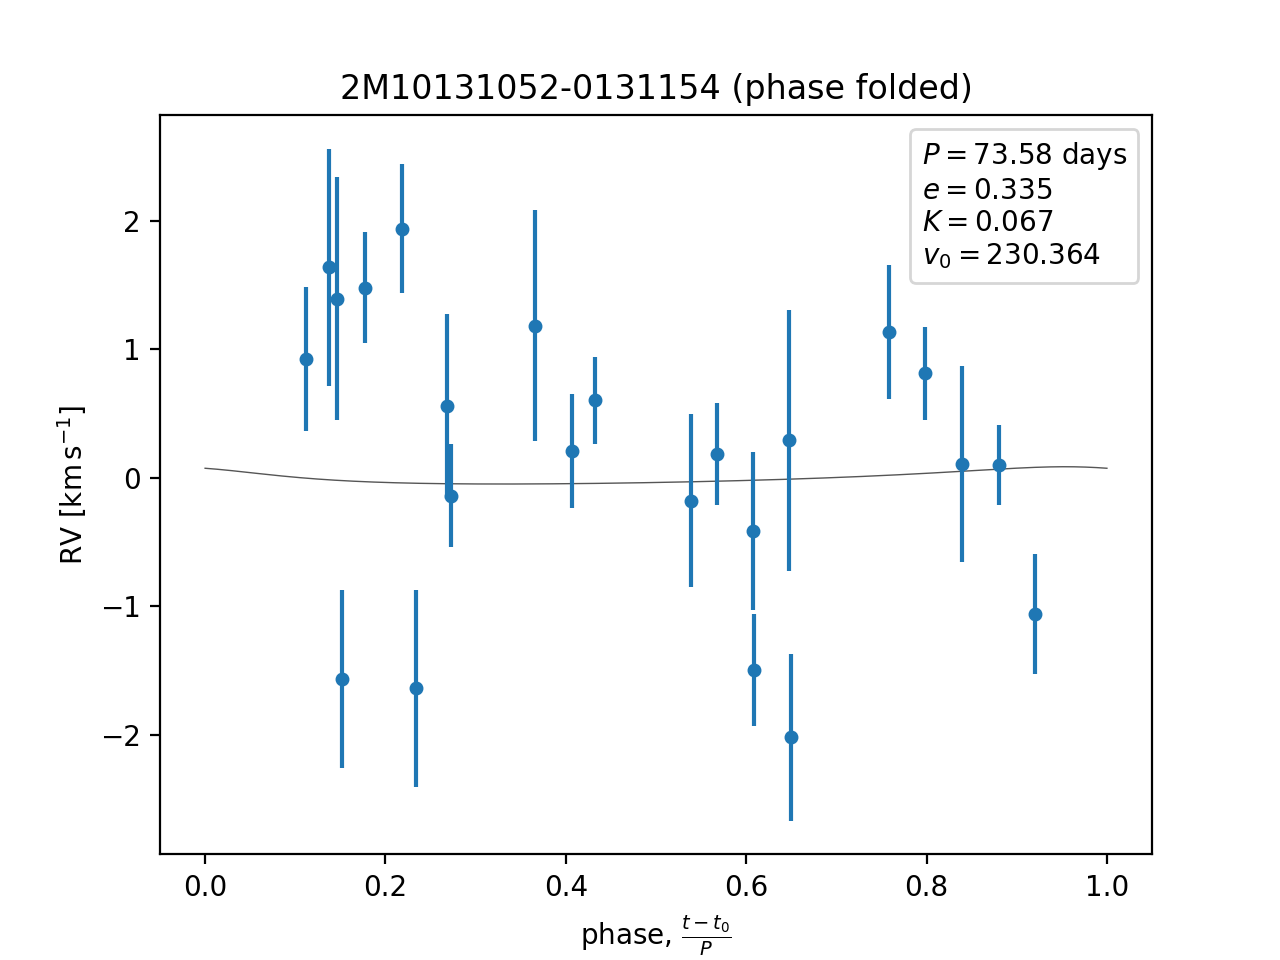 2M10131052-0131154 (phase folded)
P = 73.58 days
e = 0.335
K = 0.067
v₀ = 230.364
RV [km s⁻¹]
2
1
0
−1
−2
0.0 0.2 0.4 0.6 0.8 1.0
phase, (t − t₀)/P